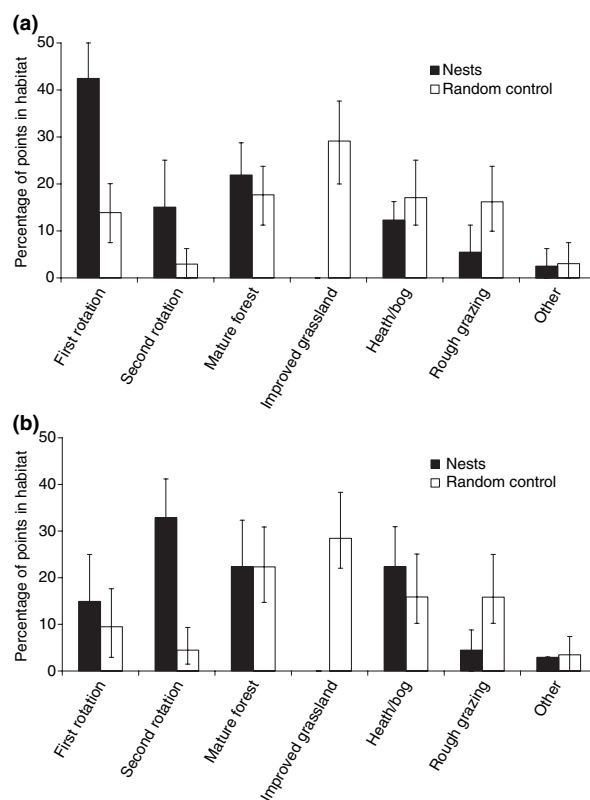 (a)
Percentage of points in habitat
50
40
30
20
10
0
Nests
Random control
First rotation
Second rotation
Mature forest
Improved grassland
Heath/bog
Rough grazing
Other
(b)
Percentage of points in habitat
50
40
30
20
10
0
Nests
Random control
First rotation
Second rotation
Mature forest
Improved grassland
Heath/bog
Rough grazing
Other